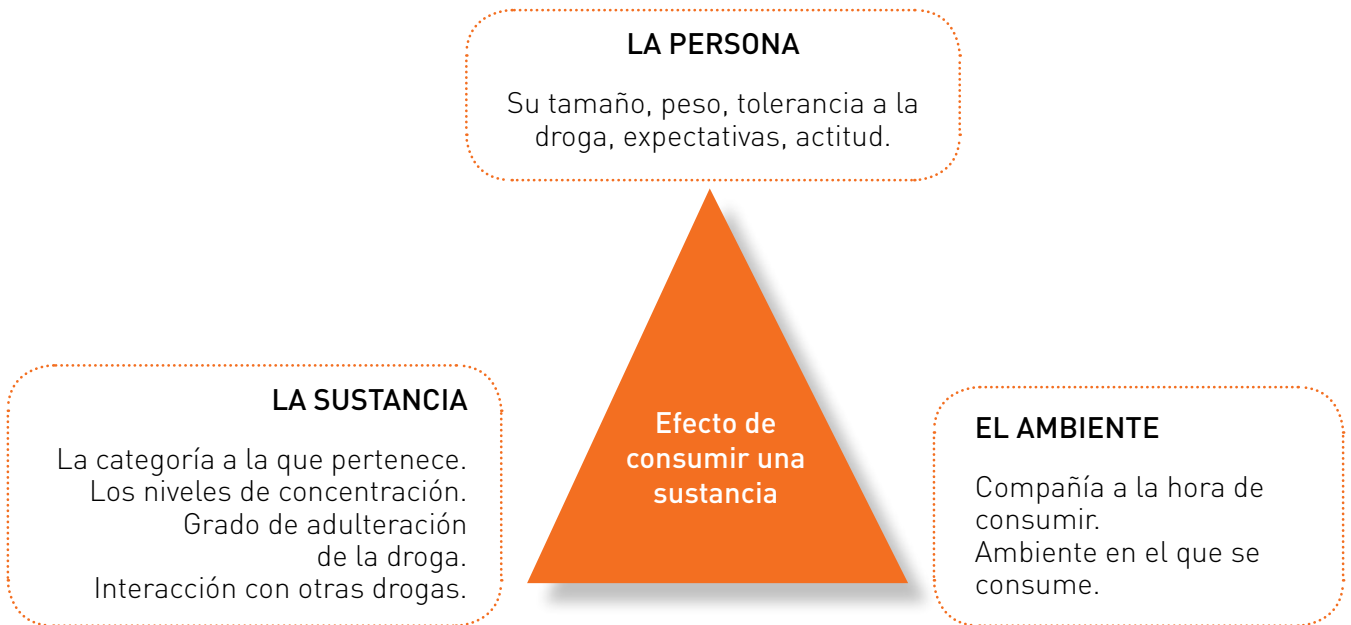 LA PERSONA
Su tamaño, peso, tolerancia a la
droga, expectativas, actitud.
LA SUSTANCIA
La categoría a la que pertenece.
Los niveles de concentración.
Grado de adulteración
de la droga.
Interacción con otras drogas.
Efecto de
consumir una
sustancia
EL AMBIENTE
Compañía a la hora de
consumir.
Ambiente en el que se
consume.